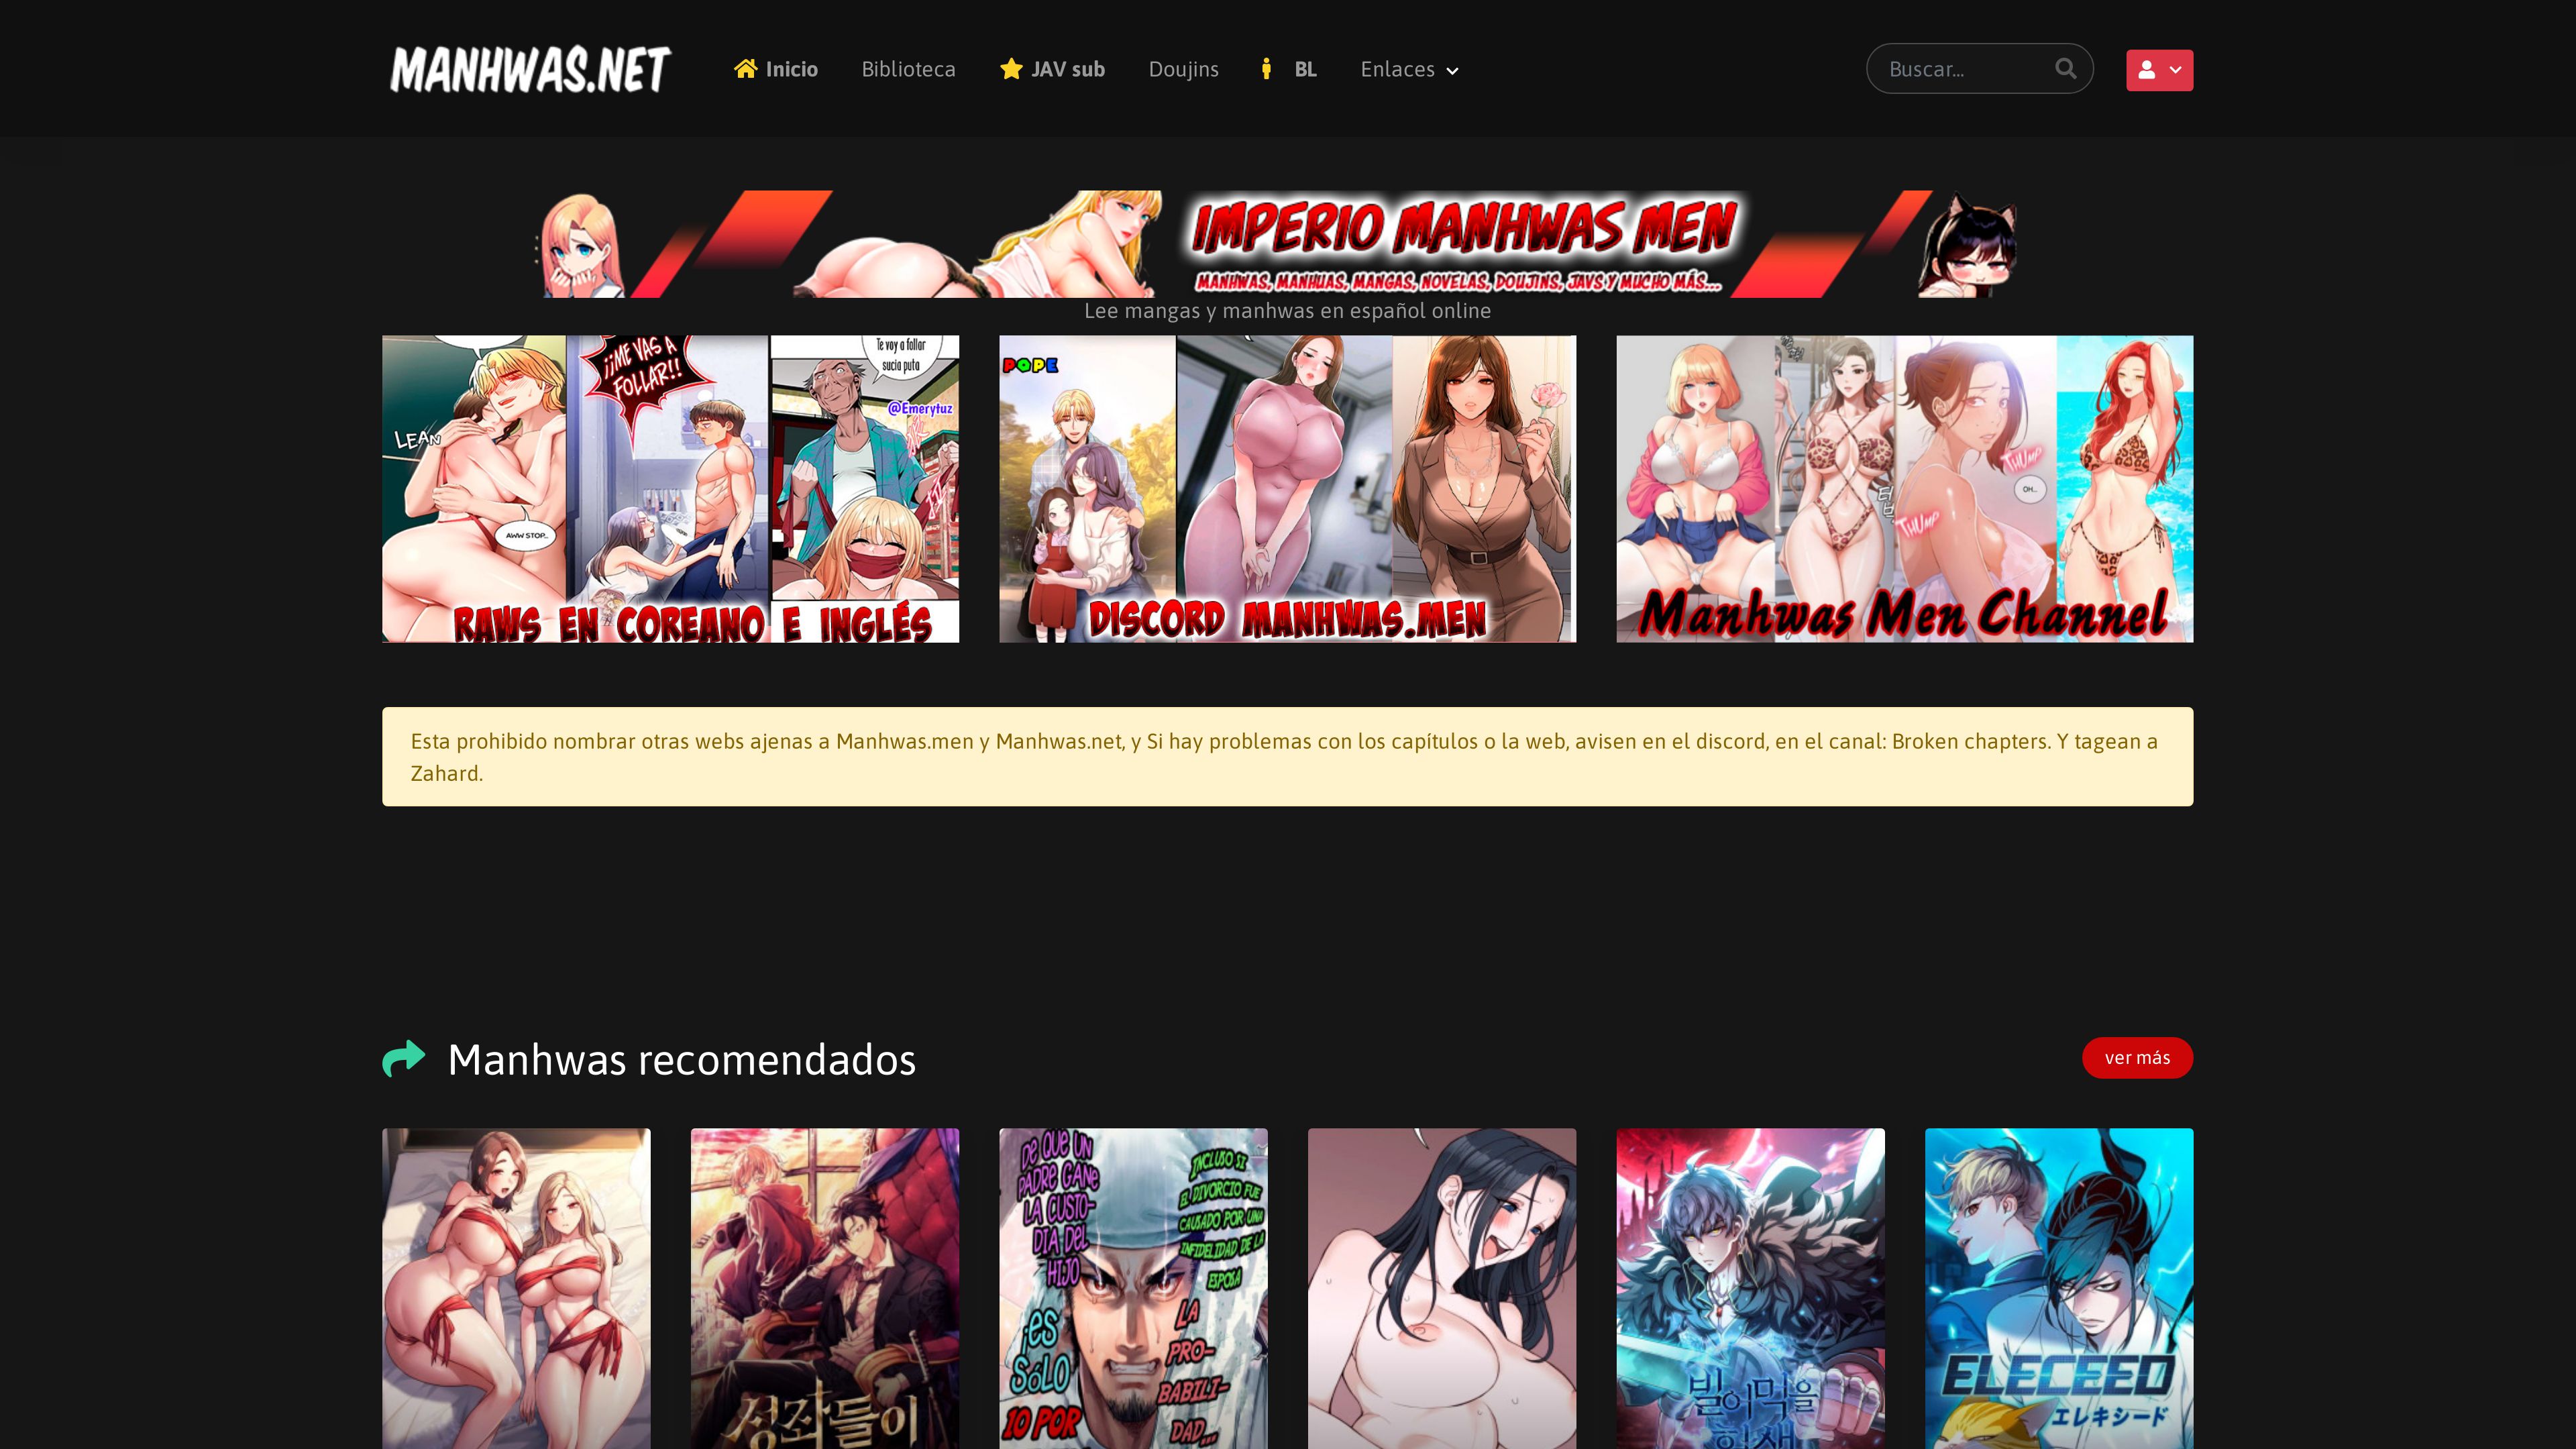 MANHWAS.NET
Inicio
Biblioteca
JAV sub
Doujins
BL
Enlaces
Buscar...
IMPERIO MANHWAS MEN
MANHWAS, MANHUAS, MANGAS, NOVELAS, DOUJINS, JAVS Y MUCHO MÁS...
Lee mangas y manhwas en español online
¡¡ME VAS A
FOLLAR!!
Te voy a follar
sucia puta
@Emerytuz
LEAN
AWW STOP...
RAWS EN COREANO E INGLÉS
POPE
DISCORD MANHWAS.MEN
THUMP
OH...
THUMP
Manhwas Men Channel
Esta prohibido nombrar otras webs ajenas a Manhwas.men y Manhwas.net, y Si hay problemas con los capítulos o la web, avisen en el discord, en el canal: Broken chapters. Y tagean a
Zahard.
Manhwas recomendados
ver más
성좌들이
DE QUE UN
PADRE GANE
LA CUSTO-
DIA DEL
HIJO
INCLUSO SI
EL DIVORCIO FUE
CAUSADO POR UNA
INFIDELIDAD DE LA
ESPOSA
¡ES
SÓLO
10 POR
LA
PRO-
BABILI-
DAD...
빌어먹을
ELECEED
エレキシード